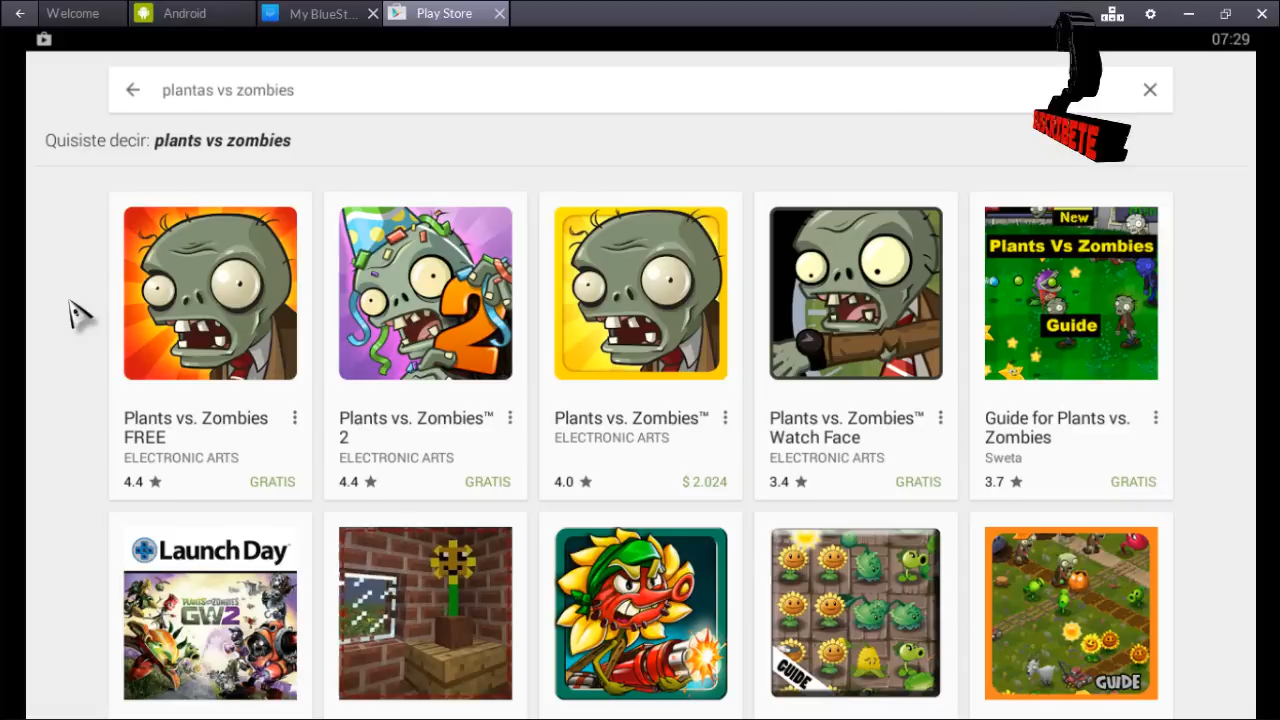 Welcome
Android
My BlueSt...
Play Store
07:29
plantas vs zombies
Quisiste decir: plants vs zombies
New
Plants Vs Zombies
Guide
2
Plants vs. Zombies
FREE
ELECTRONIC ARTS
4.4
GRATIS
Plants vs. Zombies™
2
ELECTRONIC ARTS
4.4
GRATIS
Plants vs. Zombies™
ELECTRONIC ARTS
4.0
$ 2.024
Plants vs. Zombies™
Watch Face
ELECTRONIC ARTS
3.4
GRATIS
Guide for Plants vs.
Zombies
Sweta
3.7
GRATIS
Launch Day
PLANTS vs ZOMBIES
GW2
GUIDE
GUIDE